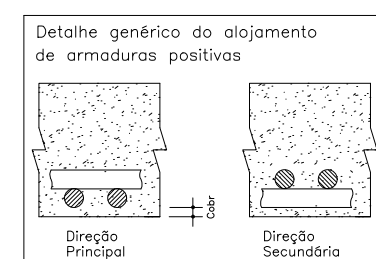 Detalhe genérico do alojamento
de armaduras positivas
Cobr
Direção
Principal
Direção
Secundária